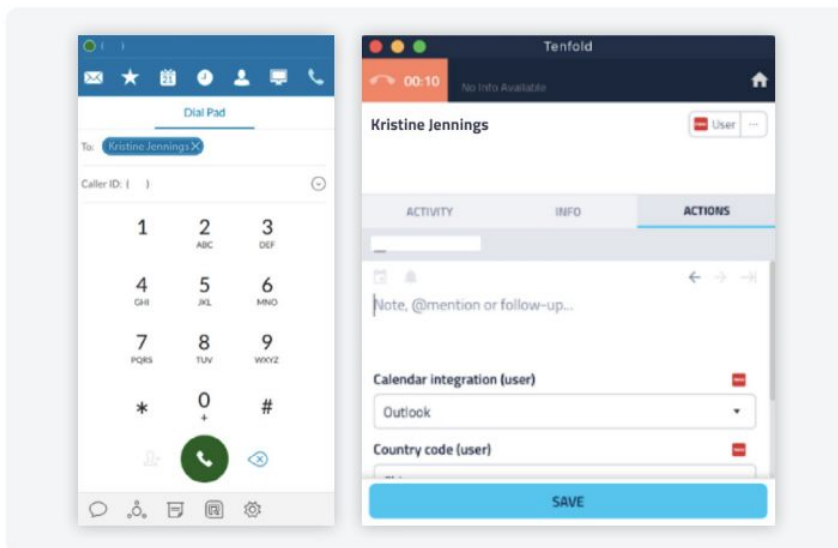 ( )
21
Dial Pad
To: Kristine Jennings X
Caller ID: ( )
1 2 3
ABC DEF
4 5 6
GHI JKL MNO
7 8 9
PQRS TUV WXYZ
* 0 #
+
Tenfold
00:10
No Info Available
Kristine Jennings
User ...
ACTIVITY INFO ACTIONS
Note, @mention or follow-up...
Calendar integration (user)
Outlook
Country code (user)
SAVE